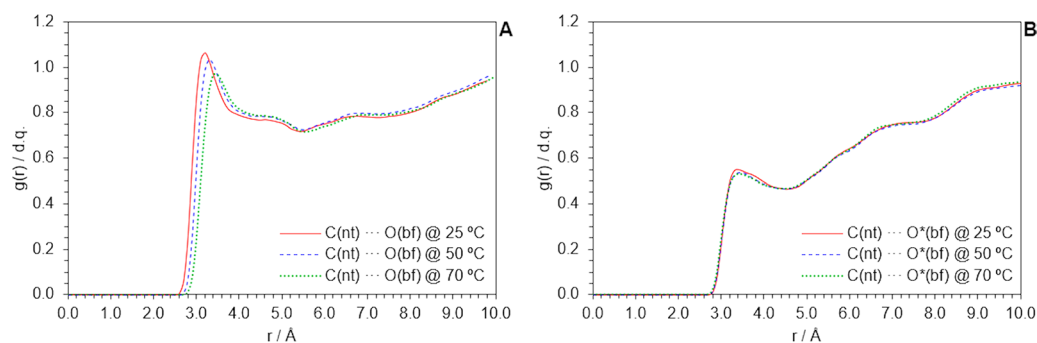 A
g(r) / d.q.
1.2
1.0
0.8
0.6
0.4
0.2
0.0
C(nt) ··· O(bf) @ 25 ºC
C(nt) ··· O(bf) @ 50 ºC
C(nt) ··· O(bf) @ 70 ºC
0.0 1.0 2.0 3.0 4.0 5.0 6.0 7.0 8.0 9.0 10.0
r / Å
B
g(r) / d.q.
1.2
1.0
0.8
0.6
0.4
0.2
0.0
C(nt) ··· O*(bf) @ 25 ºC
C(nt) ··· O*(bf) @ 50 ºC
C(nt) ··· O*(bf) @ 70 ºC
0.0 1.0 2.0 3.0 4.0 5.0 6.0 7.0 8.0 9.0 10.0
r / Å